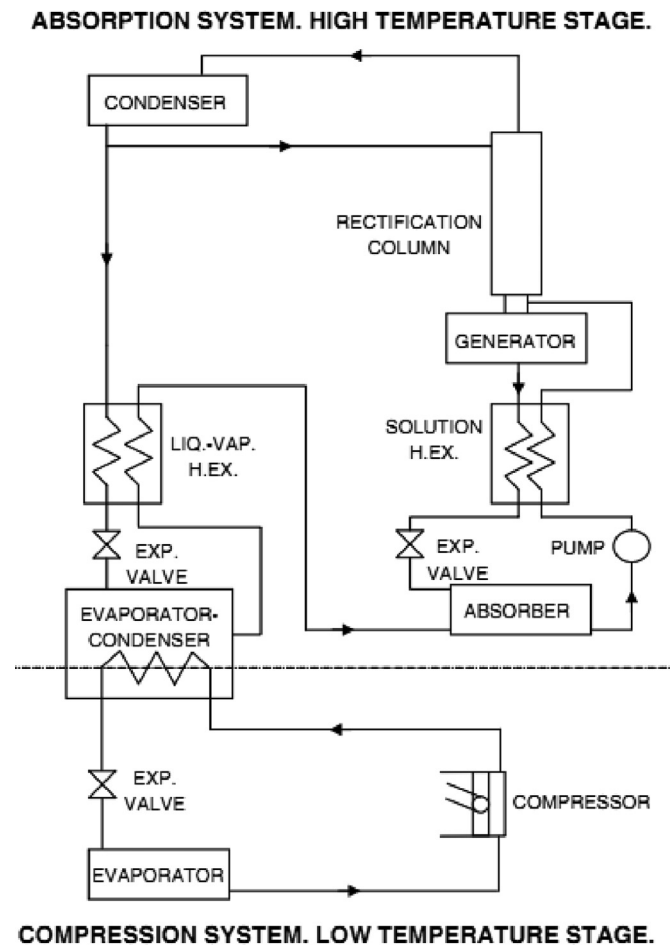 ABSORPTION SYSTEM. HIGH TEMPERATURE STAGE.
CONDENSER
RECTIFICATION
COLUMN
GENERATOR
LIQ.-VAP.
H.EX.
SOLUTION
H.EX.
EXP.
VALVE
EXP.
VALVE
PUMP
ABSORBER
EVAPORATOR-
CONDENSER
EXP.
VALVE
COMPRESSOR
EVAPORATOR
COMPRESSION SYSTEM. LOW TEMPERATURE STAGE.